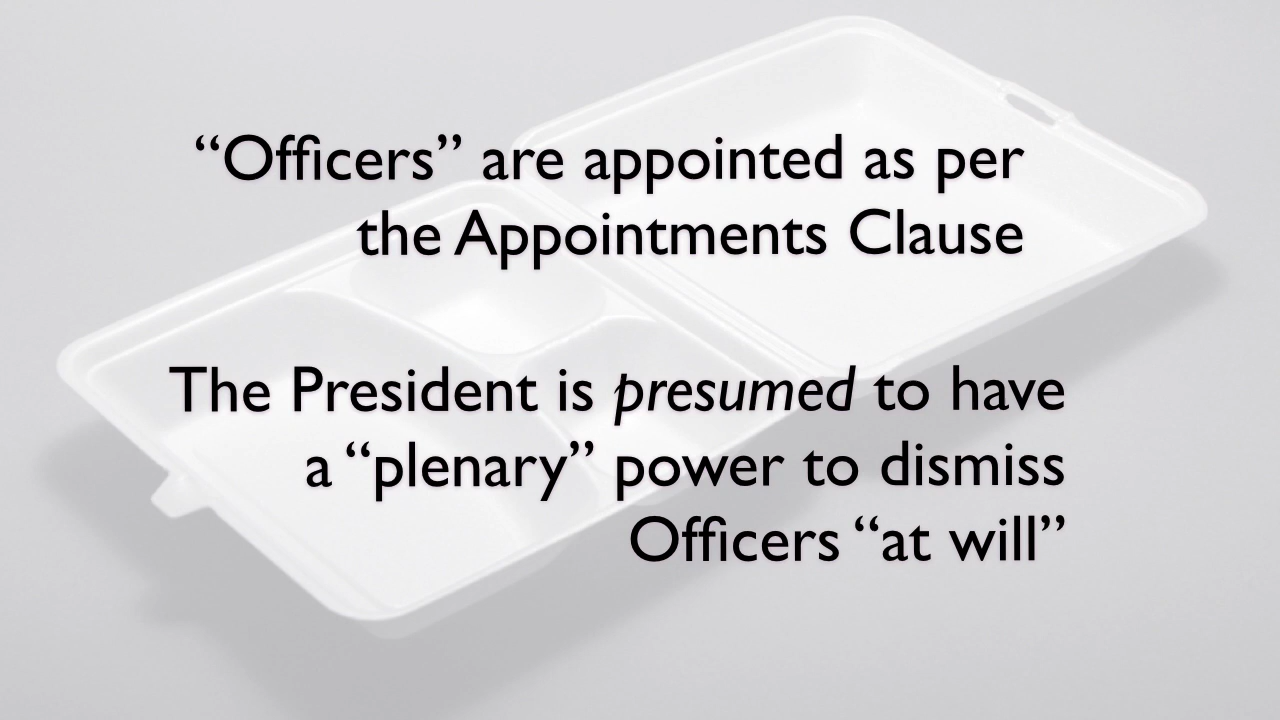 “Officers” are appointed as per
the Appointments Clause
The President is presumed to have
a “plenary” power to dismiss
Officers “at will”